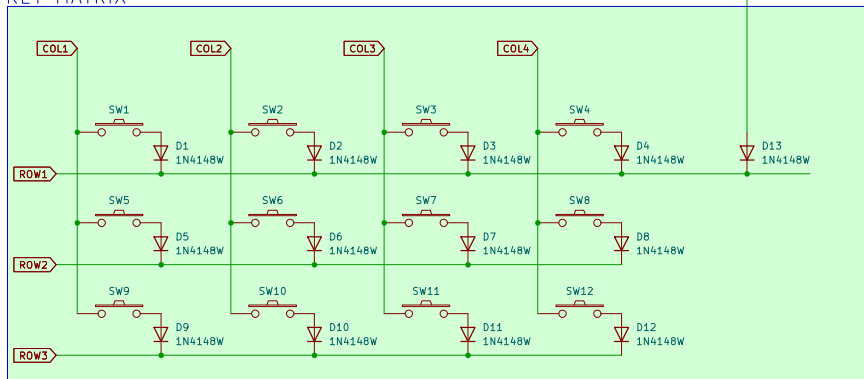 KEY MATRIX
COL1 COL2 COL3 COL4
SW1 SW2 SW3 SW4
D1 D2 D3 D4 D13
1N4148W 1N4148W 1N4148W 1N4148W 1N4148W
ROW1
SW5 SW6 SW7 SW8
D5 D6 D7 D8
1N4148W 1N4148W 1N4148W 1N4148W
ROW2
SW9 SW10 SW11 SW12
D9 D10 D11 D12
1N4148W 1N4148W 1N4148W 1N4148W
ROW3